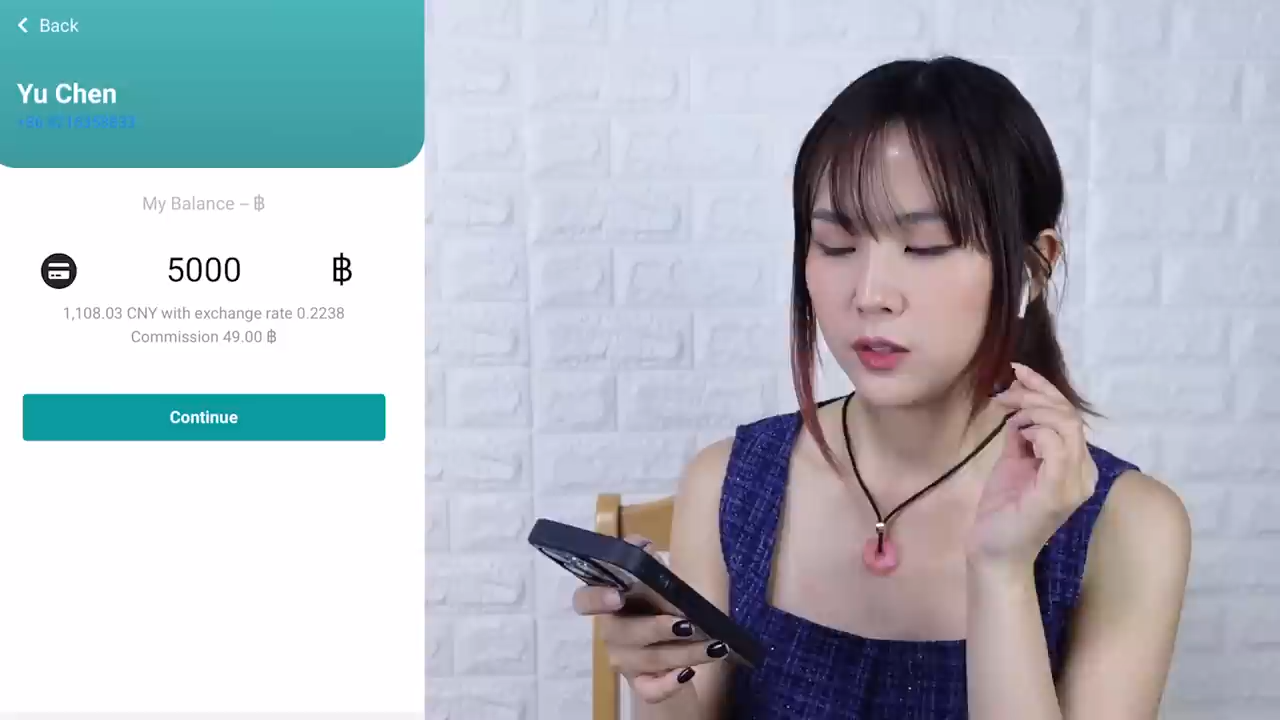 Back
Yu Chen
My Balance – ฿
5000 ฿
1,108.03 CNY with exchange rate 0.2238
Commission 49.00 ฿
Continue